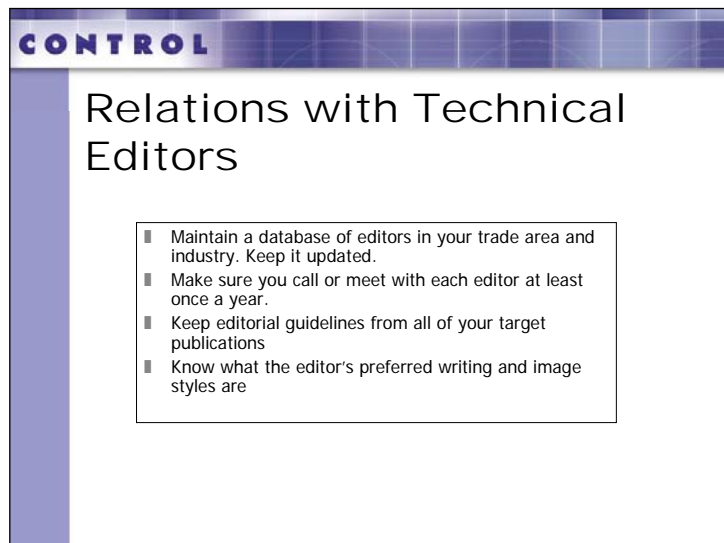 CONTROL
Relations with Technical
Editors
Maintain a database of editors in your trade area and
industry. Keep it updated.
Make sure you call or meet with each editor at least
once a year.
Keep editorial guidelines from all of your target
publications
Know what the editor’s preferred writing and image
styles are